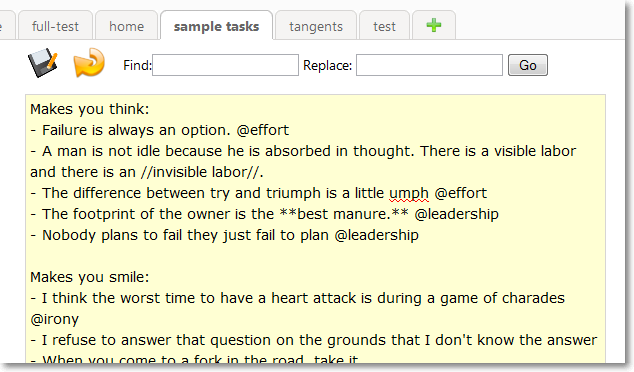 full-test home sample tasks tangents test
Find: Replace: Go
Makes you think:
- Failure is always an option. @effort
- A man is not idle because he is absorbed in thought. There is a visible labor
and there is an //invisible labor//.
- The difference between try and triumph is a little umph @effort
- The footprint of the owner is the **best manure.** @leadership
- Nobody plans to fail they just fail to plan @leadership
Makes you smile:
- I think the worst time to have a heart attack is during a game of charades
@irony
- I refuse to answer that question on the grounds that I don't know the answer
- When you come to a fork in the road, take it